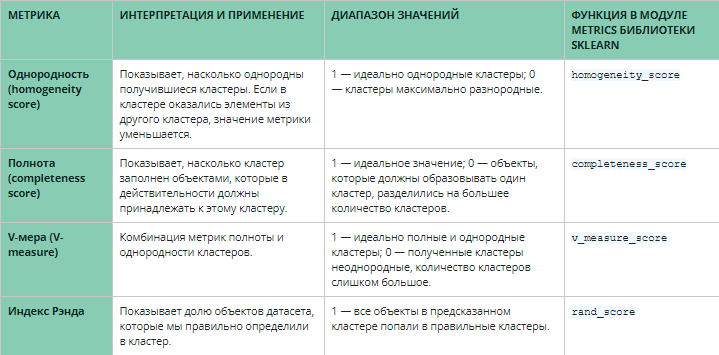 МЕТРИКА
ИНТЕРПРЕТАЦИЯ И ПРИМЕНЕНИЕ
ДИАПАЗОН ЗНАЧЕНИЙ
ФУНКЦИЯ В МОДУЛЕ
METRICS БИБЛИОТЕКИ
SKLEARN
Однородность
(homogeneity
score)
Показывает, насколько однородны
получившиеся кластеры. Если в
кластере оказались элементы из
другого кластера, значение метрики
уменьшается.
1 — идеально однородные кластеры; 0
— кластеры максимально разнородные.
homogeneity_score
Полнота
(completeness
score)
Показывает, насколько кластер
заполнен объектами, которые в
действительности должны
принадлежать к этому кластеру.
1 — идеальное значение; 0 — объекты,
которые должны образовывать один
кластер, разделились на большее
количество кластеров.
completeness_score
V-мера (V-
measure)
Комбинация метрик полноты и
однородности кластеров.
1 — идеально полные и однородные
кластеры; 0 — полученные кластеры
неоднородные, количество кластеров
слишком большое.
v_measure_score
Индекс Рэнда
Показывает долю объектов датасета,
которые мы правильно определили
в кластер.
1 — все объекты в предсказанном
кластере попали в правильные кластеры.
rand_score